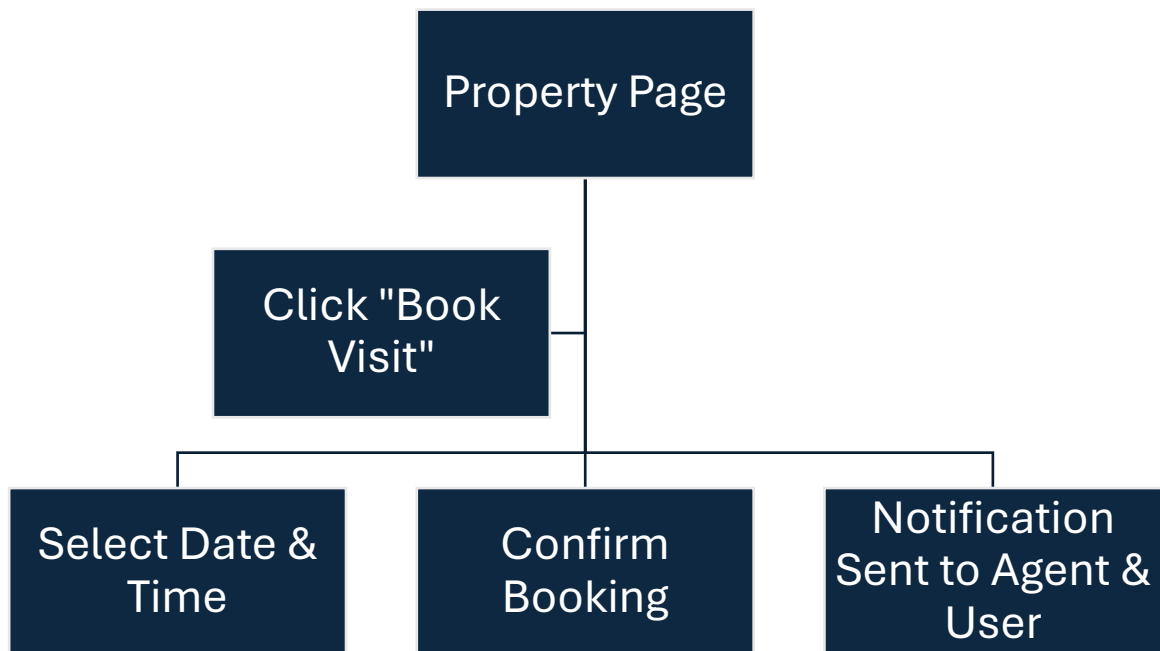 Property Page
Click "Book
Visit"
Select Date &
Time
Confirm
Booking
Notification
Sent to Agent &
User